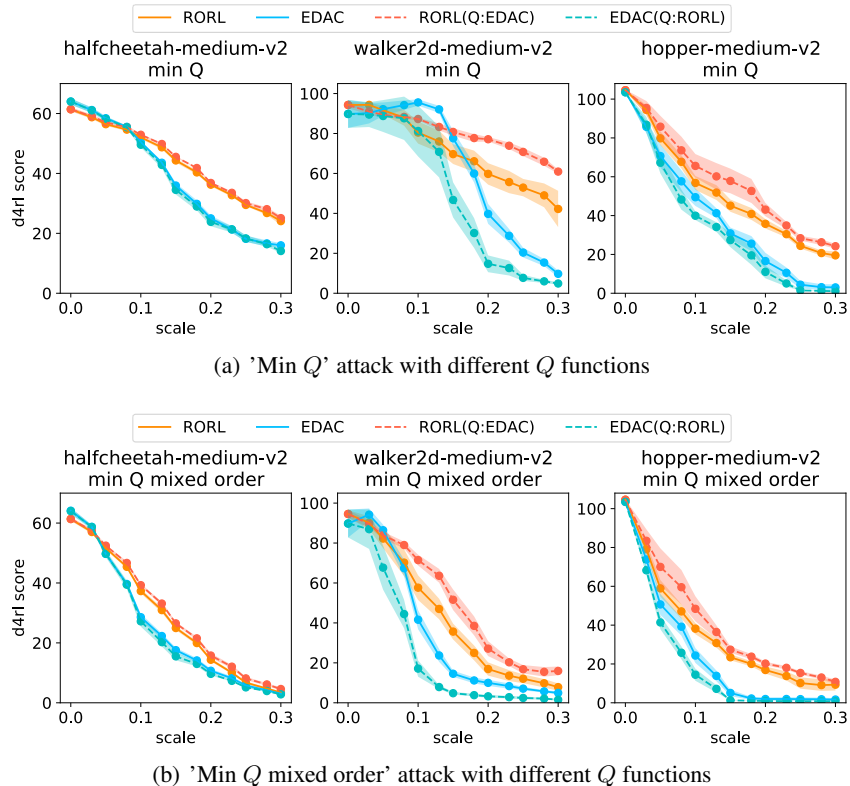 RORL EDAC RORL(Q:EDAC) EDAC(Q:RORL)
halfcheetah-medium-v2 walker2d-medium-v2 hopper-medium-v2
min Q min Q min Q
d4rl score
60
40
20
0
0.0 0.1 0.2 0.3
scale
100
80
60
40
20
0
0.0 0.1 0.2 0.3
scale
100
80
60
40
20
0
0.0 0.1 0.2 0.3
scale
(a) 'Min Q' attack with different Q functions
RORL EDAC RORL(Q:EDAC) EDAC(Q:RORL)
halfcheetah-medium-v2 walker2d-medium-v2 hopper-medium-v2
min Q mixed order min Q mixed order min Q mixed order
d4rl score
60
40
20
0
0.0 0.1 0.2 0.3
scale
100
80
60
40
20
0
0.0 0.1 0.2 0.3
scale
100
80
60
40
20
0
0.0 0.1 0.2 0.3
scale
(b) 'Min Q mixed order' attack with different Q functions